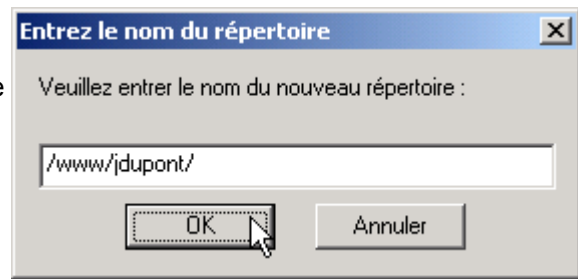 Entrez le nom du répertoire
e Veuillez entrer le nom du nouveau répertoire :
/www/jdupont/
OK Annuler